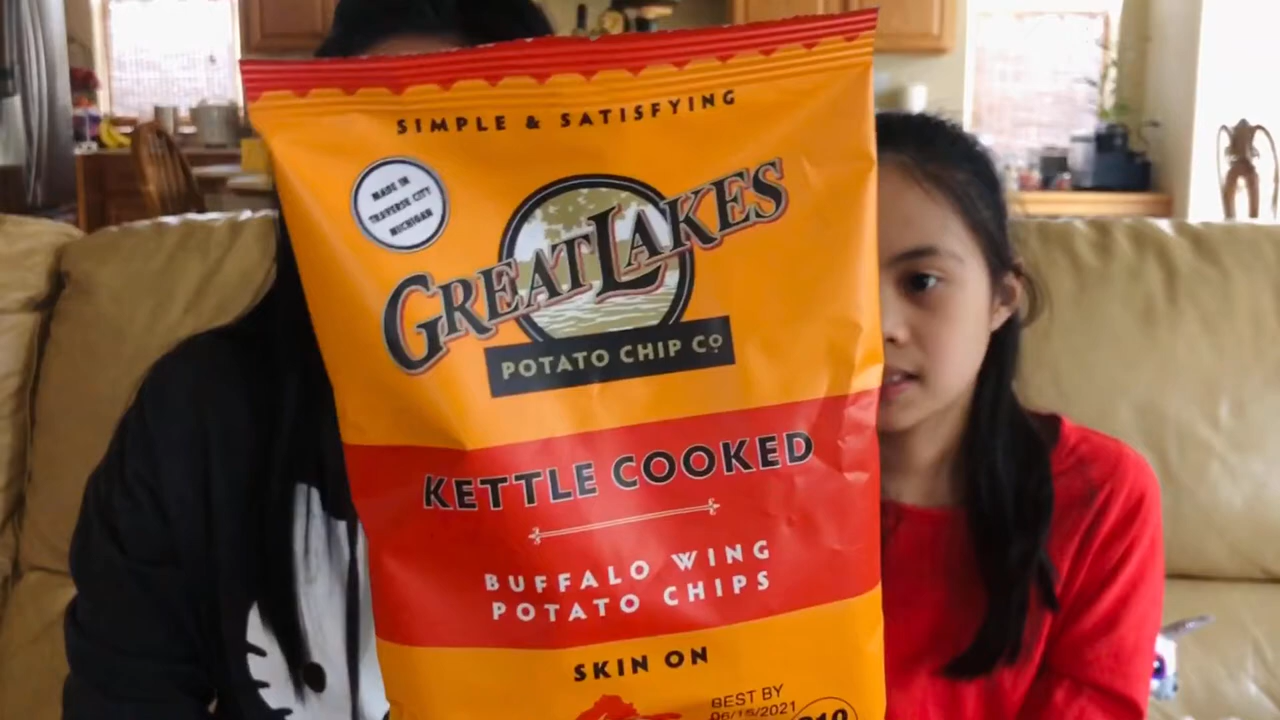 SIMPLE & SATISFYING
MADE IN
TRAVERSE CITY
MICHIGAN
GREAT LAKES
POTATO CHIP CO
KETTLE COOKED
BUFFALO WING
POTATO CHIPS
SKIN ON
BEST BY
06/15/2021
210